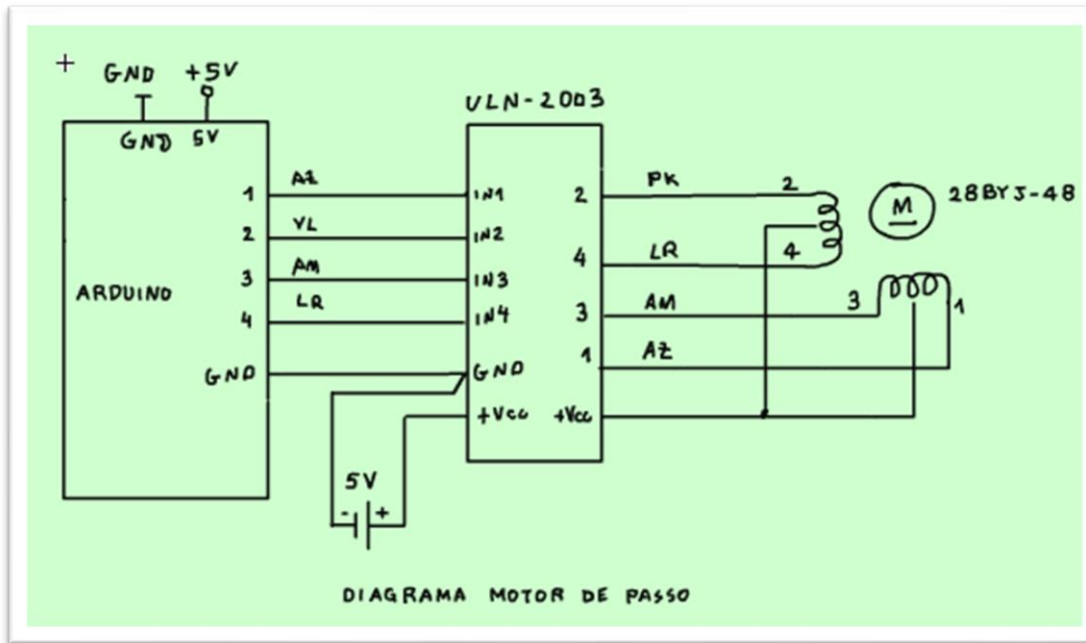 GND +5V
GND 5V
ULN-2003
1 AZ IN1
2 VL IN2
3 AM IN3
4 LR IN4
ARDUINO
GND GND
+Vcc +Vcc
2 PK 2
4 LR 4
3 AM 3
1 AZ 1
M 28BYJ-48
5V
- +
DIAGRAMA MOTOR DE PASSO